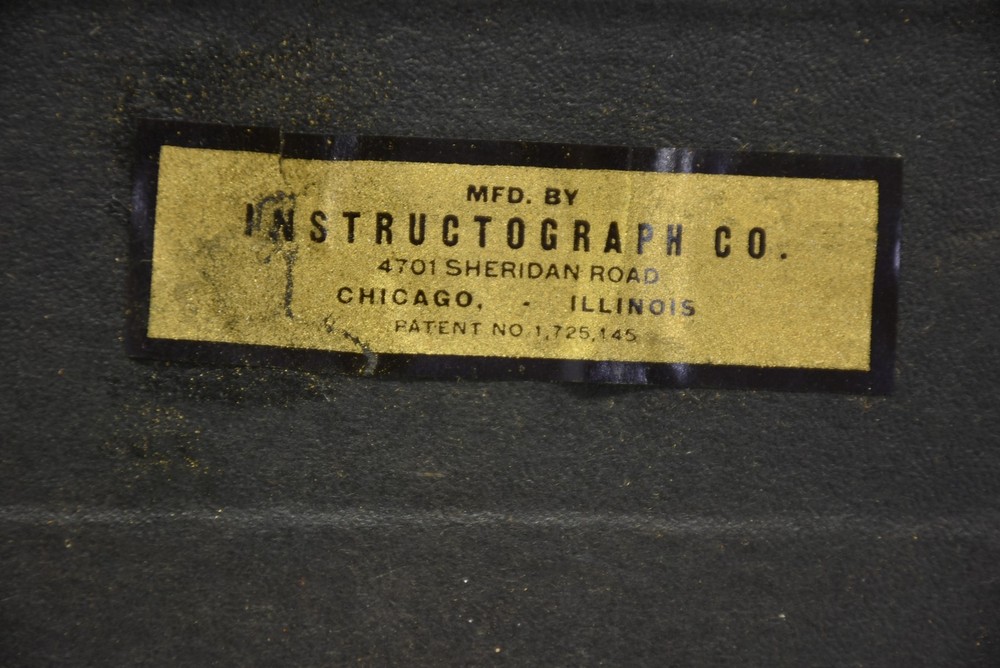 MFD. BY
INSTRUCTOGRAPH CO.
4701 SHERIDAN ROAD
CHICAGO, - ILLINOIS
PATENT NO. 1,725,145